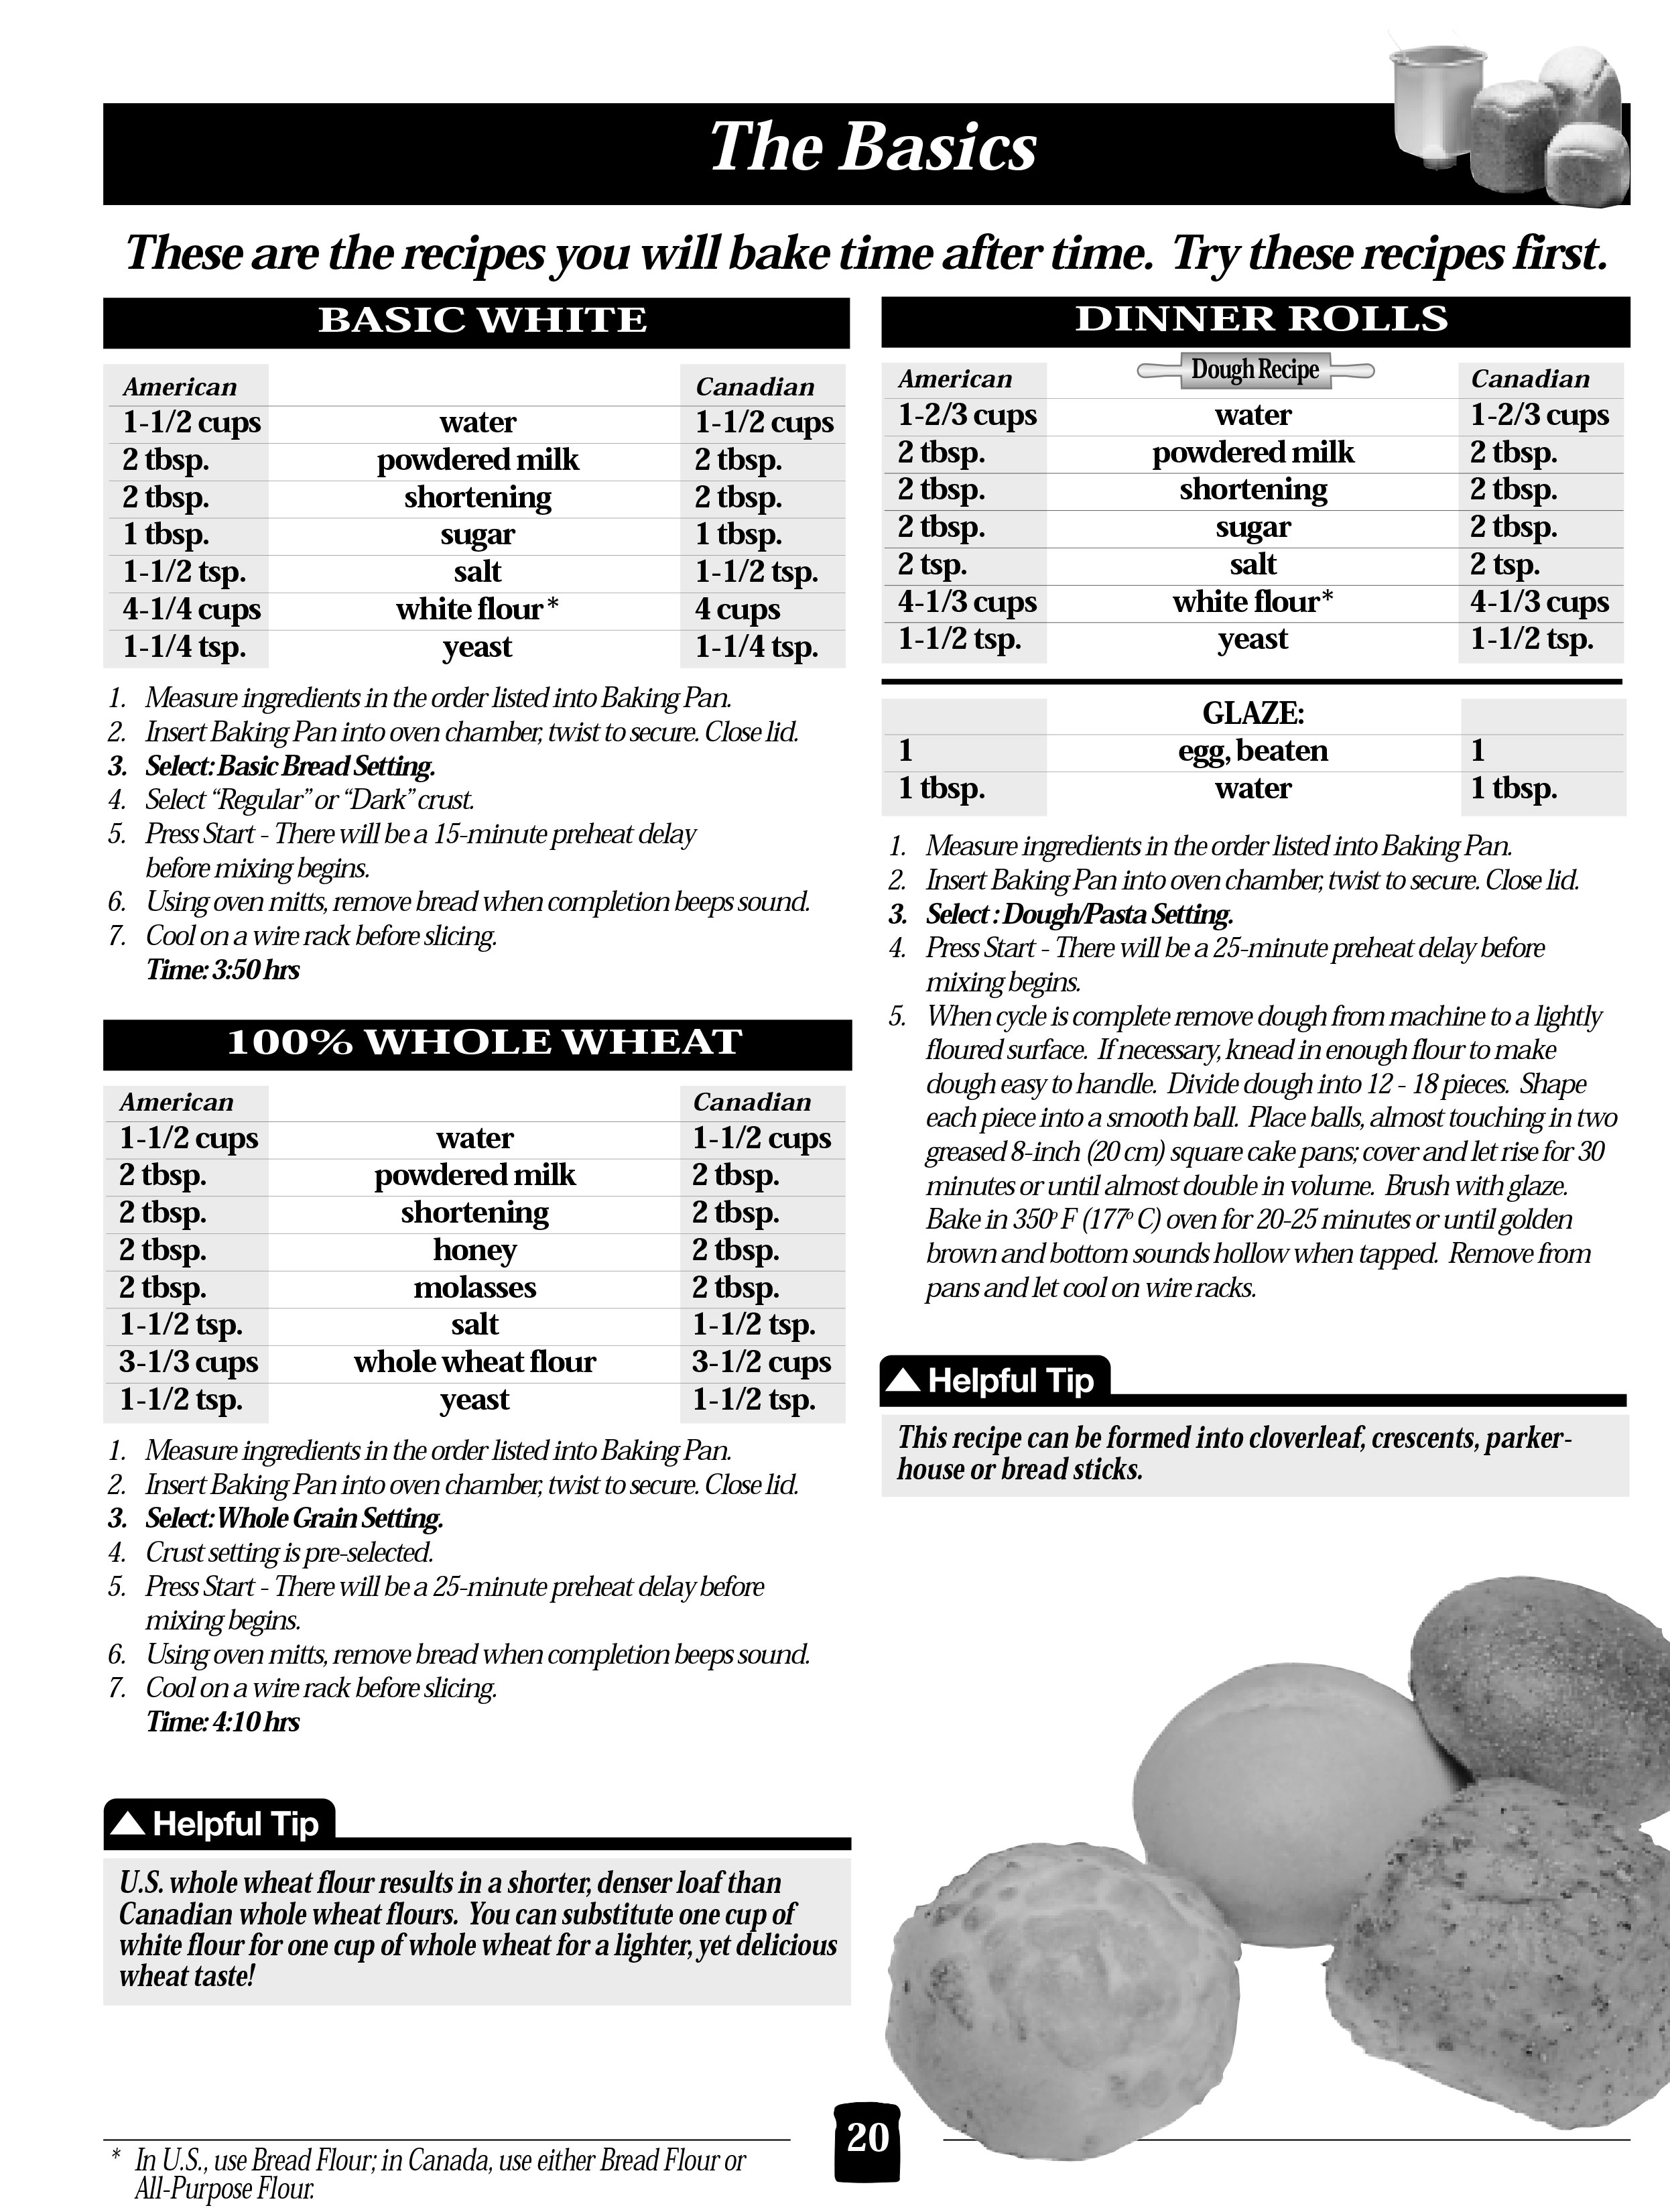 The Basics
These are the recipes you will bake time after time. Try these recipes first.
BASIC WHITE
American Canadian
1-1/2 cups water 1-1/2 cups
2 tbsp. powdered milk 2 tbsp.
2 tbsp. shortening 2 tbsp.
1 tbsp. sugar 1 tbsp.
1-1/2 tsp. salt 1-1/2 tsp.
4-1/4 cups white flour* 4 cups
1-1/4 tsp. yeast 1-1/4 tsp.
1. Measure ingredients in the order listed into Baking Pan.
2. Insert Baking Pan into oven chamber, twist to secure. Close lid.
3. Select: Basic Bread Setting.
4. Select “Regular” or “Dark” crust.
5. Press Start - There will be a 15-minute preheat delay
before mixing begins.
6. Using oven mitts, remove bread when completion beeps sound.
7. Cool on a wire rack before slicing.
Time: 3:50 hrs
100% WHOLE WHEAT
American Canadian
1-1/2 cups water 1-1/2 cups
2 tbsp. powdered milk 2 tbsp.
2 tbsp. shortening 2 tbsp.
2 tbsp. honey 2 tbsp.
2 tbsp. molasses 2 tbsp.
1-1/2 tsp. salt 1-1/2 tsp.
3-1/3 cups whole wheat flour 3-1/2 cups
1-1/2 tsp. yeast 1-1/2 tsp.
1. Measure ingredients in the order listed into Baking Pan.
2. Insert Baking Pan into oven chamber, twist to secure. Close lid.
3. Select: Whole Grain Setting.
4. Crust setting is pre-selected.
5. Press Start - There will be a 25-minute preheat delay before
mixing begins.
6. Using oven mitts, remove bread when completion beeps sound.
7. Cool on a wire rack before slicing.
Time: 4:10 hrs
Helpful Tip
U.S. whole wheat flour results in a shorter, denser loaf than
Canadian whole wheat flours. You can substitute one cup of
white flour for one cup of whole wheat for a lighter, yet delicious
wheat taste!
DINNER ROLLS
American Dough Recipe Canadian
1-2/3 cups water 1-2/3 cups
2 tbsp. powdered milk 2 tbsp.
2 tbsp. shortening 2 tbsp.
2 tbsp. sugar 2 tbsp.
2 tsp. salt 2 tsp.
4-1/3 cups white flour* 4-1/3 cups
1-1/2 tsp. yeast 1-1/2 tsp.
GLAZE:
1 egg, beaten 1
1 tbsp. water 1 tbsp.
1. Measure ingredients in the order listed into Baking Pan.
2. Insert Baking Pan into oven chamber, twist to secure. Close lid.
3. Select : Dough/Pasta Setting.
4. Press Start - There will be a 25-minute preheat delay before
mixing begins.
5. When cycle is complete remove dough from machine to a lightly
floured surface. If necessary, knead in enough flour to make
dough easy to handle. Divide dough into 12 - 18 pieces. Shape
each piece into a smooth ball. Place balls, almost touching in two
greased 8-inch (20 cm) square cake pans; cover and let rise for 30
minutes or until almost double in volume. Brush with glaze.
Bake in 350º F (177º C) oven for 20-25 minutes or until golden
brown and bottom sounds hollow when tapped. Remove from
pans and let cool on wire racks.
Helpful Tip
This recipe can be formed into cloverleaf, crescents, parker-
house or bread sticks.
* In U.S., use Bread Flour; in Canada, use either Bread Flour or
All-Purpose Flour.
20